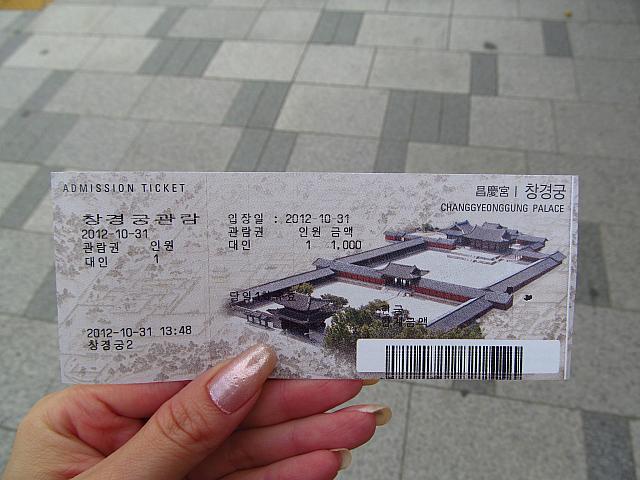 ADMISSION TICKET
昌慶宮 | 창경궁
CHANGGYEONGGUNG PALACE
창경궁관람
2012-10-31
관람권 인원
대인 1
2012-10-31 13:48
창경궁2
입장일 : 2012-10-31
관람권 인원 금액
대인 1 1,000